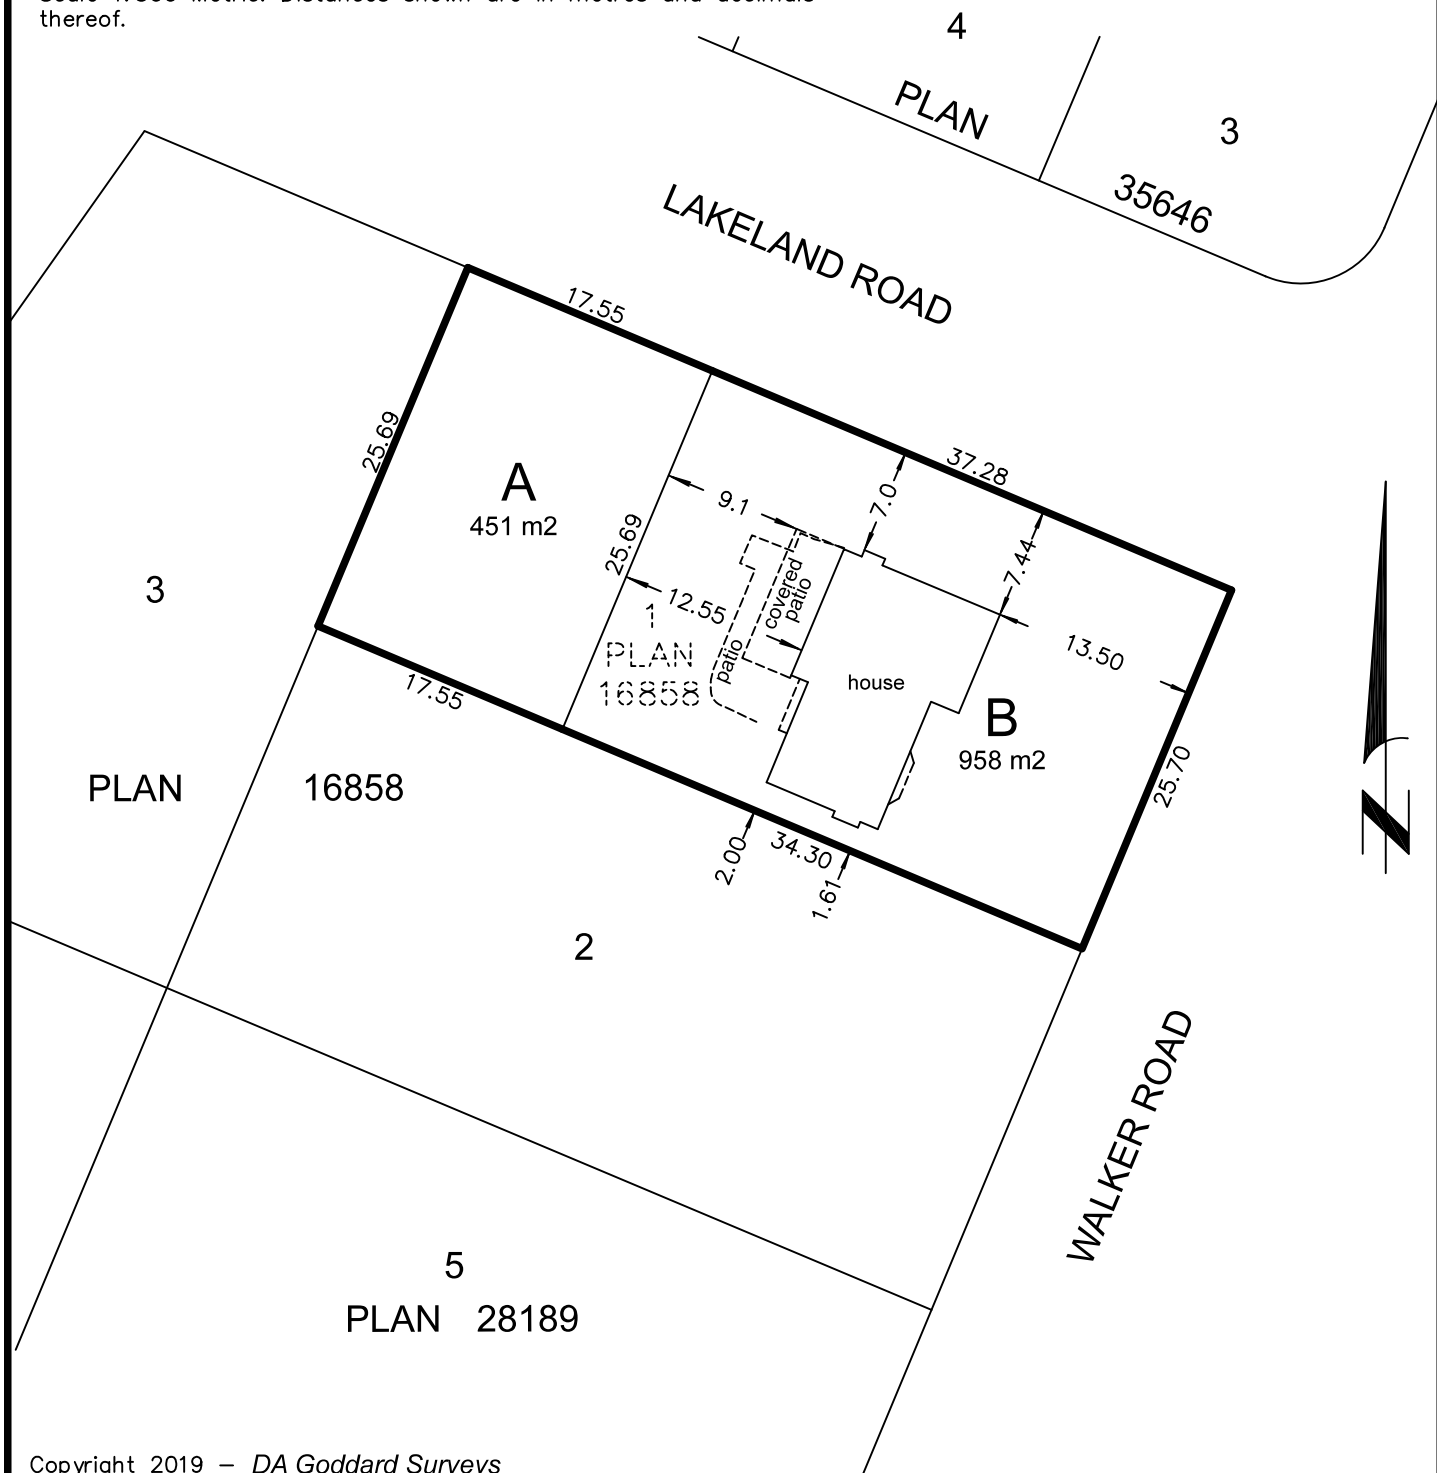 thereof.
4
PLAN
3
35646
LAKELAND ROAD
17.55
25.69
A
451 m2
37.28
7.0
9.1
25.69
7.44
covered
patio
12.55
1
PLAN
16858
patio
13.50
house
3
17.55
B
958 m2
25.70
PLAN 16858
2.00
34.30
1.61
2
N
WALKER ROAD
5
PLAN 28189
Copyright 2019 – DA Goddard Surveys